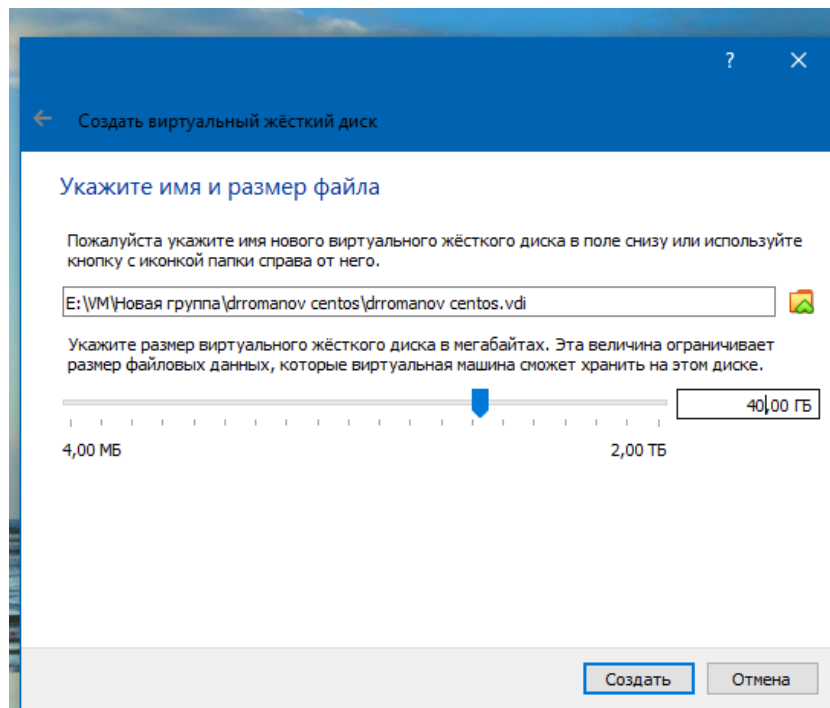 ?
Создать виртуальный жёсткий диск
Укажите имя и размер файла
Пожалуйста укажите имя нового виртуального жёсткого диска в поле снизу или используйте
кнопку с иконкой папки справа от него.
E:\VM\Новая группа\drromanov centos\drromanov centos.vdi
Укажите размер виртуального жёсткого диска в мегабайтах. Эта величина ограничивает
размер файловых данных, которые виртуальная машина сможет хранить на этом диске.
40,00 ГБ
4,00 МБ 2,00 ТБ
Создать Отмена